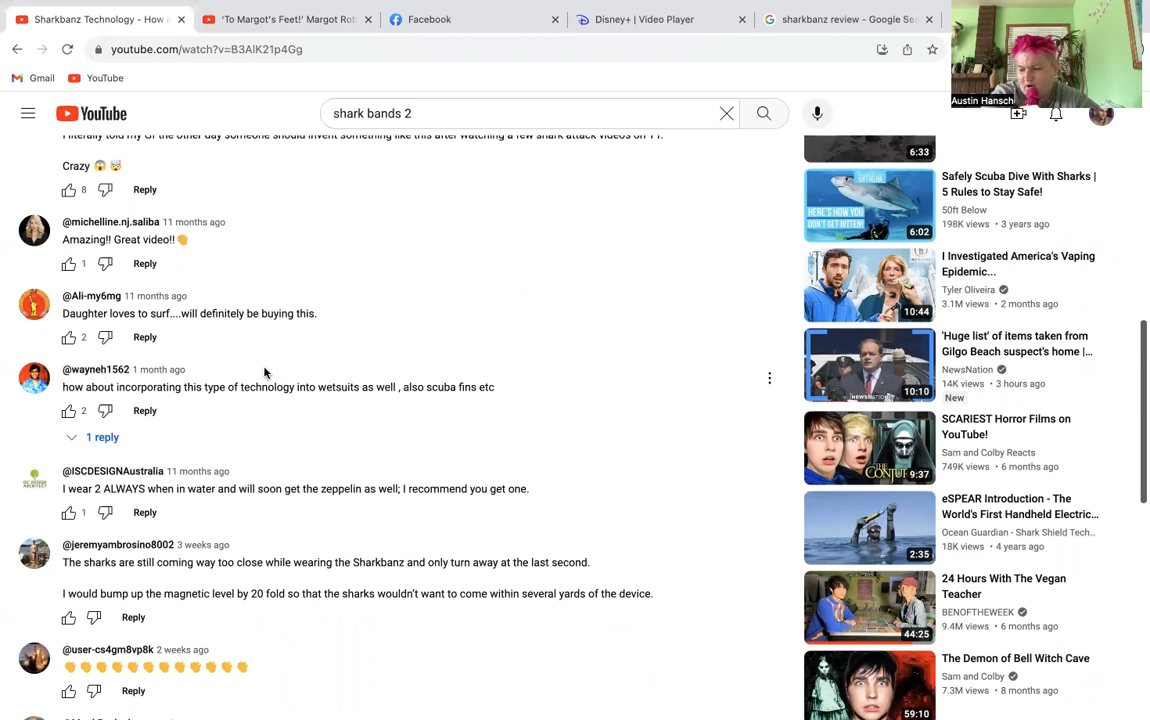 Sharkbanz Technology - How
'To Margot's Feet!' Margot Rob
Facebook
Disney+ | Video Player
sharkbanz review - Google Sea
youtube.com/watch?v=B3AlK21p4Gg
Gmail
YouTube
Austin Hansch
YouTube
shark bands 2
I literally told my GF the other day someone should invent something like this after watching a few shark attack videos on YT.
Crazy 😱 🤯
8
Reply
@michelline.nj.saliba 11 months ago
Amazing!! Great video!!👏
1
Reply
@Ali-my6mg 11 months ago
Daughter loves to surf....will definitely be buying this.
2
Reply
@wayneh1562 1 month ago
how about incorporating this type of technology into wetsuits as well , also scuba fins etc
2
Reply
1 reply
@ISCDESIGNAustralia 11 months ago
I wear 2 ALWAYS when in water and will soon get the zeppelin as well; I recommend you get one.
1
Reply
@jeremyambrosino8002 3 weeks ago
The sharks are still coming way too close while wearing the Sharkbanz and only turn away at the last second.
I would bump up the magnetic level by 20 fold so that the sharks wouldn't want to come within several yards of the device.
Reply
@user-cs4gm8vp8k 2 weeks ago
👏👏👏👏👏👏👏👏👏👏👏👏
Reply
6:33
HERE'S HOW YOU
DON'T GET BITTEN!
6:02
Safely Scuba Dive With Sharks |
5 Rules to Stay Safe!
50ft Below
198K views • 3 years ago
10:44
I Investigated America's Vaping
Epidemic...
Tyler Oliveira
3.1M views • 2 months ago
NEWSNATION
10:10
'Huge list' of items taken from
Gilgo Beach suspect's home |...
NewsNation
14K views • 3 hours ago
New
9:37
SCARIEST Horror Films on
YouTube!
Sam and Colby Reacts
749K views • 6 months ago
2:35
eSPEAR Introduction - The
World's First Handheld Electric...
Ocean Guardian - Shark Shield Tech...
18K views • 4 years ago
44:25
24 Hours With The Vegan
Teacher
BENOFTHEWEEK
9.4M views • 6 months ago
59:10
The Demon of Bell Witch Cave
Sam and Colby
7.3M views • 8 months ago